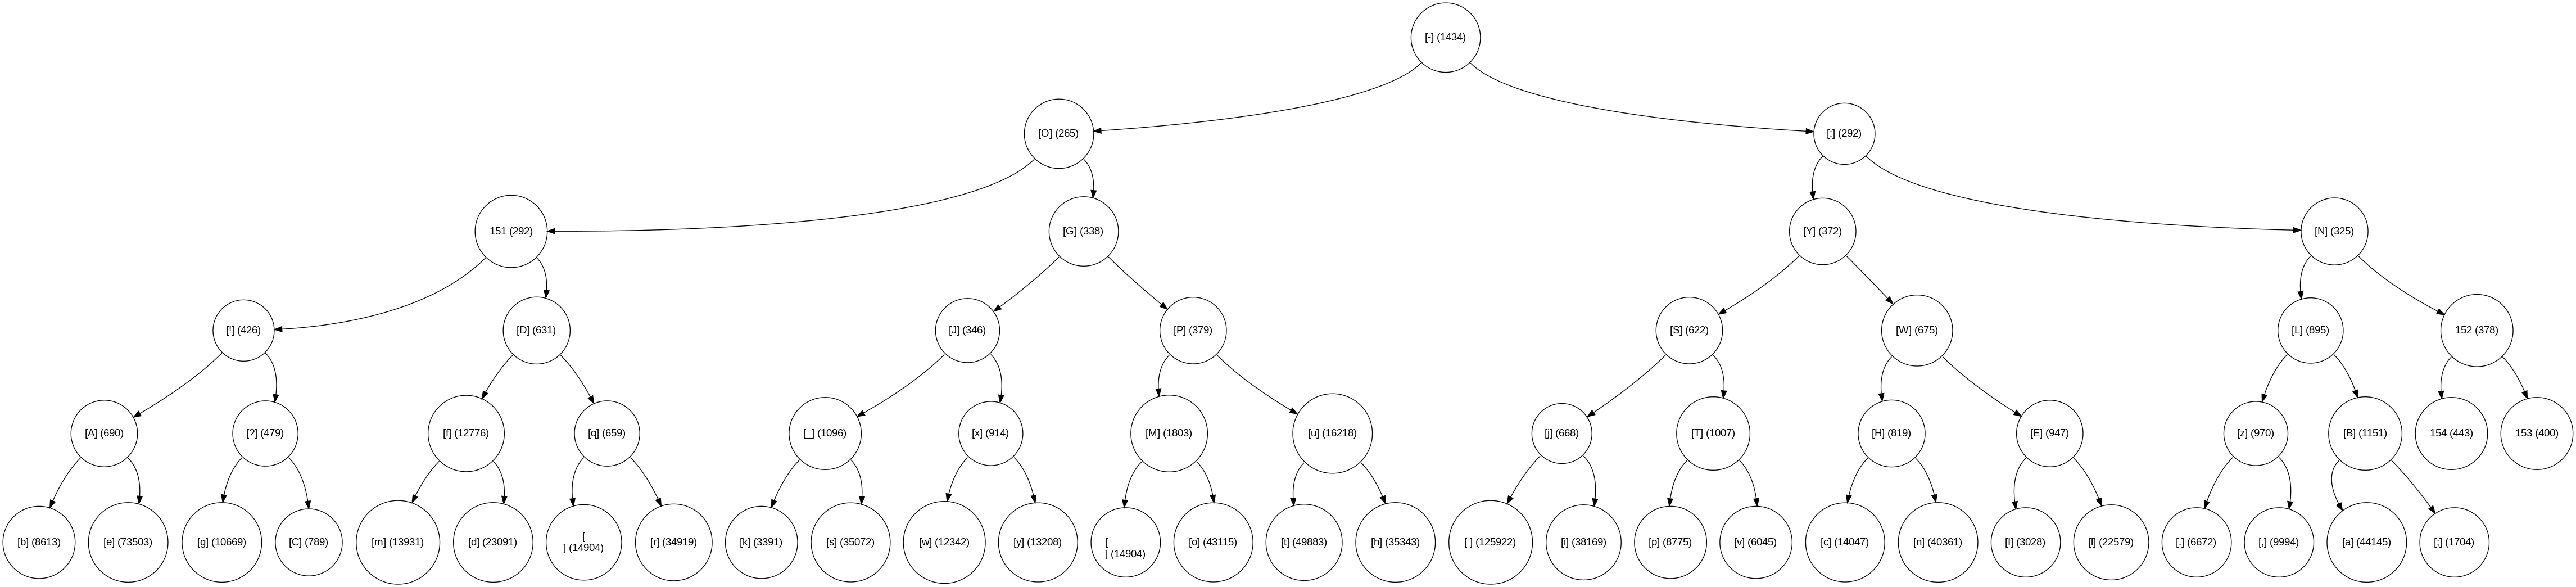 [-] (1434)
[O] (265)
[:] (292)
151 (292)
[G] (338)
[Y] (372)
[N] (325)
[!] (426)
[D] (631)
[J] (346)
[P] (379)
[S] (622)
[W] (675)
[L] (895)
152 (378)
[A] (690)
[?] (479)
[f] (12776)
[q] (659)
[_] (1096)
[x] (914)
[M] (1803)
[u] (16218)
[j] (668)
[T] (1007)
[H] (819)
[E] (947)
[z] (970)
[B] (1151)
154 (443)
153 (400)
[b] (8613)
[e] (73503)
[g] (10669)
[C] (789)
[m] (13931)
[d] (23091)
[
] (14904)
[r] (34919)
[k] (3391)
[s] (35072)
[w] (12342)
[y] (13208)
[
] (14904)
[o] (43115)
[t] (49883)
[h] (35343)
[ ] (125922)
[i] (38169)
[p] (8775)
[v] (6045)
[c] (14047)
[n] (40361)
[I] (3028)
[l] (22579)
[.] (6672)
[,] (9994)
[a] (44145)
[;] (1704)